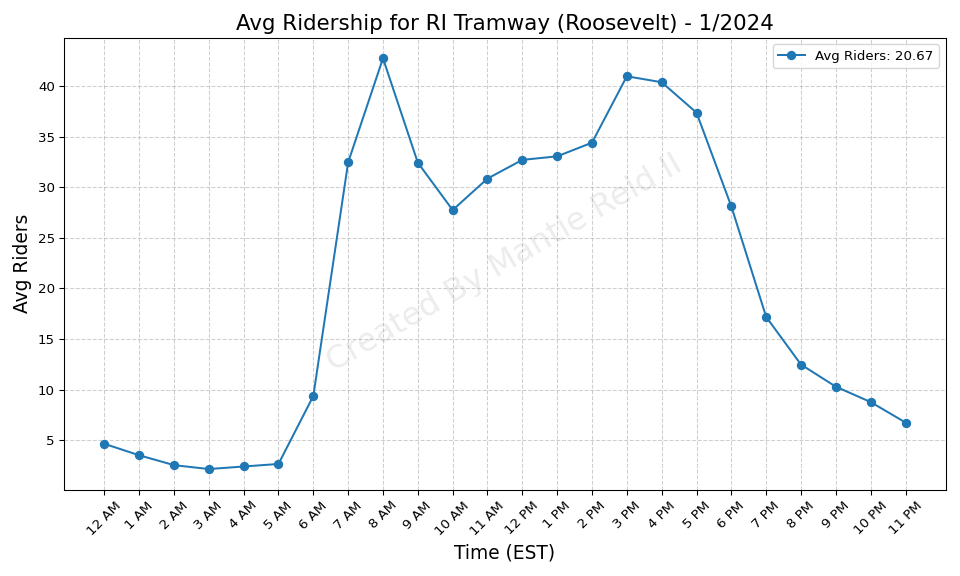 Avg Ridership for RI Tramway (Roosevelt) - 1/2024
Avg Riders: 20.67
40
35
30
25
20
15
10
5
Avg Riders
Created By Mantie Reid II
12 AM
1 AM
2 AM
3 AM
4 AM
5 AM
6 AM
7 AM
8 AM
9 AM
10 AM
11 AM
12 PM
1 PM
2 PM
3 PM
4 PM
5 PM
6 PM
7 PM
8 PM
9 PM
10 PM
11 PM
Time (EST)